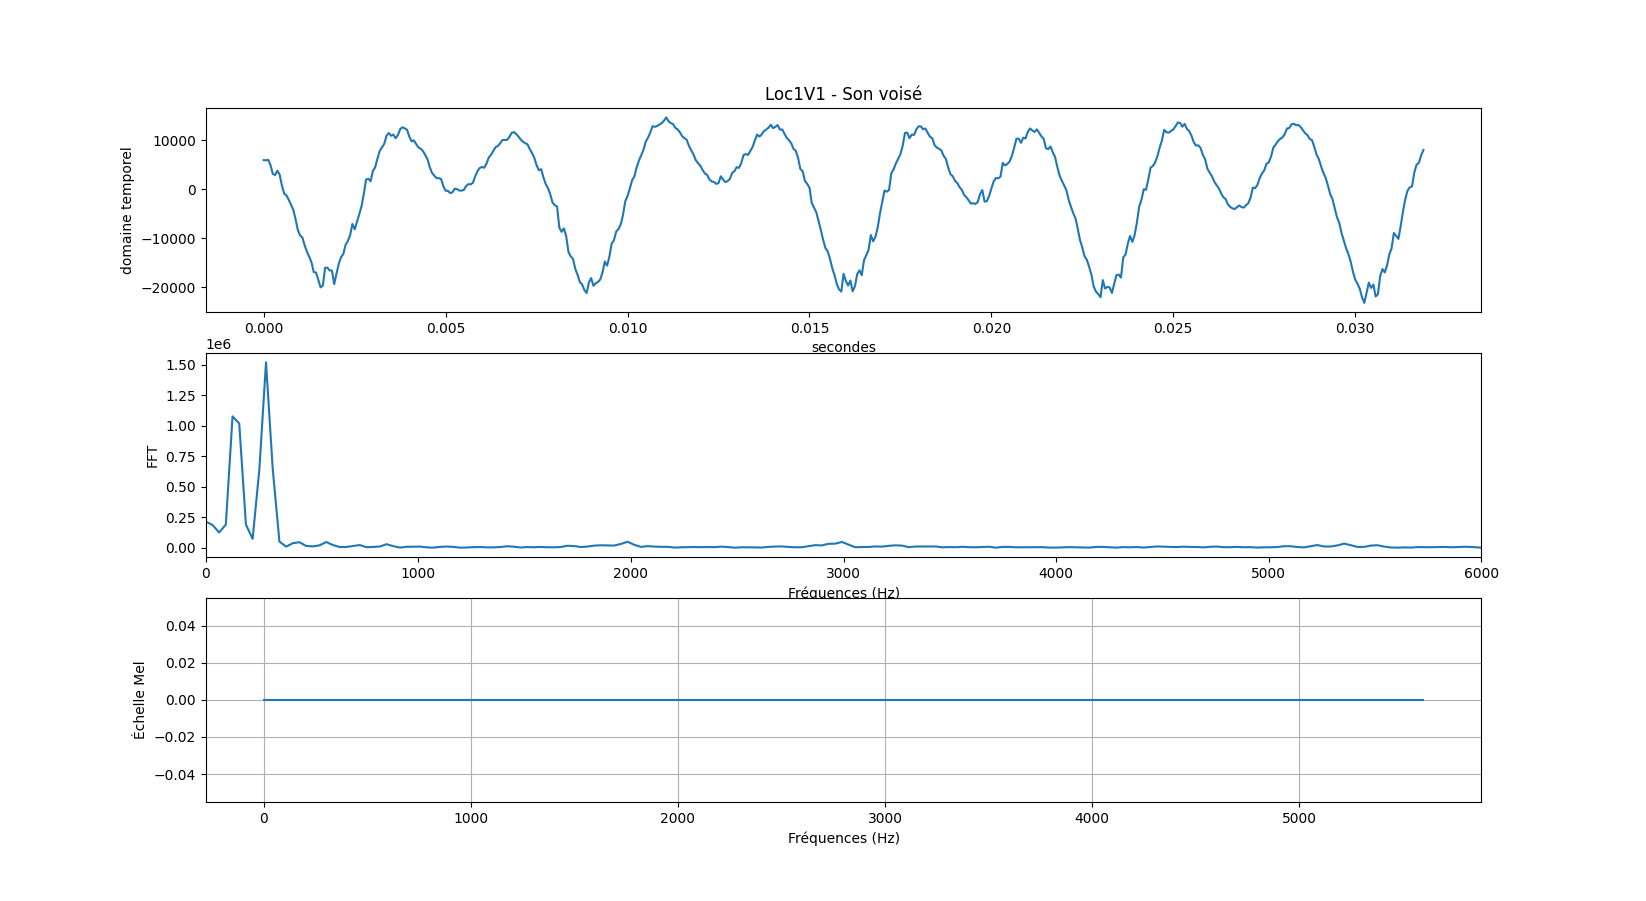 Loc1V1 - Son voisé
domaine temporel
10000
0
−10000
−20000
0.000 0.005 0.010 0.015 0.020 0.025 0.030
secondes
1e6
FFT
1.50
1.25
1.00
0.75
0.50
0.25
0.00
0 1000 2000 3000 4000 5000 6000
Fréquences (Hz)
Échelle Mel
0.04
0.02
0.00
−0.02
−0.04
0 1000 2000 3000 4000 5000
Fréquences (Hz)